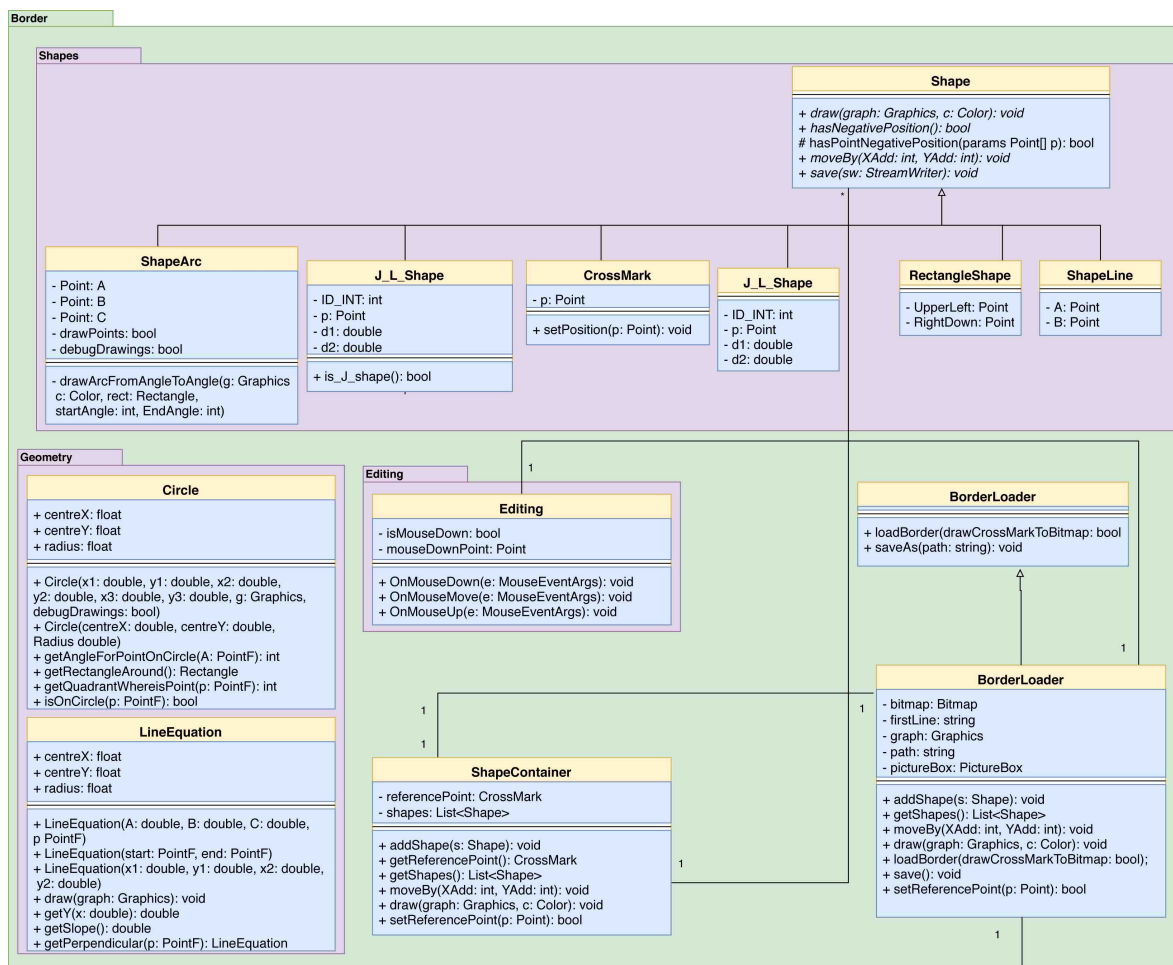 Border
Shapes
Shape
+ draw(graph: Graphics, c: Color): void
+ hasNegativePosition(): bool
# hasPointNegativePosition(params Point[] p): bool
+ moveBy(XAdd: int, YAdd: int): void
+ save(sw: StreamWriter): void
*
ShapeArc
- Point: A
- Point: B
- Point: C
- drawPoints: bool
- debugDrawings: bool
- drawArcFromAngleToAngle(g: Graphics
c: Color, rect: Rectangle,
startAngle: int, EndAngle: int)
J_L_Shape
- ID_INT: int
- p: Point
- d1: double
- d2: double
+ is_J_shape(): bool
CrossMark
- p: Point
+ setPosition(p: Point): void
J_L_Shape
- ID_INT: int
- p: Point
- d1: double
- d2: double
RectangleShape
- UpperLeft: Point
- RightDown: Point
ShapeLine
- A: Point
- B: Point
Geometry
Circle
+ centreX: float
+ centreY: float
+ radius: float
+ Circle(x1: double, y1: double, x2: double,
y2: double, x3: double, y3: double, g: Graphics,
debugDrawings: bool)
+ Circle(centreX: double, centreY: double,
Radius double)
+ getAngleForPointOnCircle(A: PointF): int
+ getRectangleAround(): Rectangle
+ getQuadrantWhereisPoint(p: PointF): int
+ isOnCircle(p: PointF): bool
LineEquation
+ centreX: float
+ centreY: float
+ radius: float
+ LineEquation(A: double, B: double, C: double,
p PointF)
+ LineEquation(start: PointF, end: PointF)
+ LineEquation(x1: double, y1: double, x2: double,
y2: double)
+ draw(graph: Graphics): void
+ getY(x: double): double
+ getSlope(): double
+ getPerpendicular(p: PointF): LineEquation
Editing
1
Editing
- isMouseDown: bool
- mouseDownPoint: Point
+ OnMouseDown(e: MouseEventArgs): void
+ OnMouseMove(e: MouseEventArgs): void
+ OnMouseUp(e: MouseEventArgs): void
BorderLoader
+ loadBorder(drawCrossMarkToBitmap: bool
+ saveAs(path: string): void
1
1
1
1
ShapeContainer
- referencePoint: CrossMark
- shapes: List<Shape>
+ addShape(s: Shape): void
+ getReferencePoint(): CrossMark
+ getShapes(): List<Shape>
+ moveBy(XAdd: int, YAdd: int): void
+ draw(graph: Graphics, c: Color): void
+ setReferencePoint(p: Point): bool
1
BorderLoader
- bitmap: Bitmap
- firstLine: string
- graph: Graphics
- path: string
- pictureBox: PictureBox
+ addShape(s: Shape): void
+ getShapes(): List<Shape>
+ moveBy(XAdd: int, YAdd: int): void
+ draw(graph: Graphics, c: Color): void
+ loadBorder(drawCrossMarkToBitmap: bool);
+ save(): void
+ setReferencePoint(p: Point): bool
1